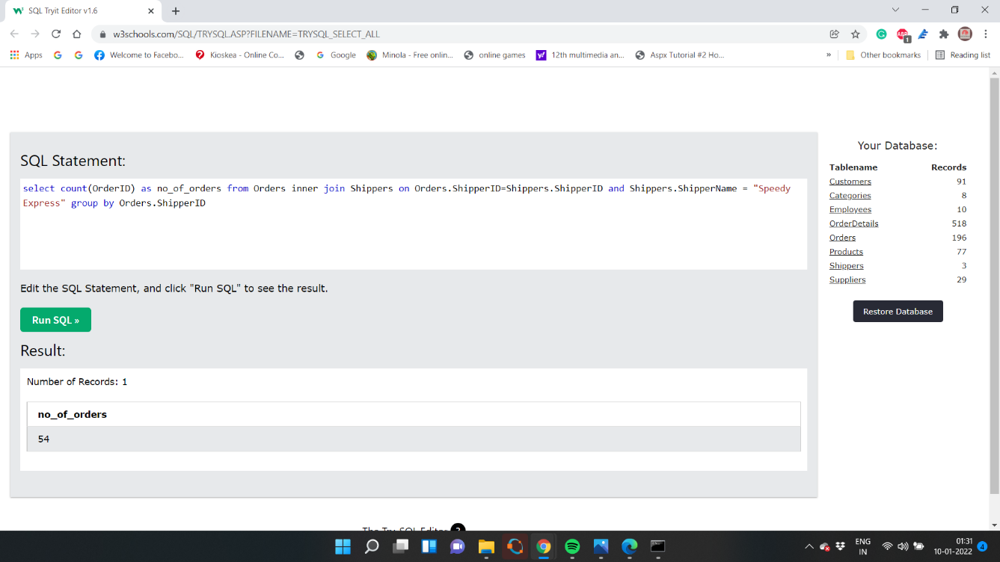 SQL Tryit Editor v1.6
w3schools.com/SQL/TRYSQL.ASP?FILENAME=TRYSQL_SELECT_ALL
ABP
1
Apps
Welcome to Facebo...
Kioskea - Online Co...
Google
Minola - Free onlin...
online games
12th multimedia an...
Aspx Tutorial #2 Ho...
»
Other bookmarks
Reading list
SQL Statement:
select count(OrderID) as no_of_orders from Orders inner join Shippers on Orders.ShipperID=Shippers.ShipperID and Shippers.ShipperName = "Speedy
Express" group by Orders.ShipperID
Edit the SQL Statement, and click "Run SQL" to see the result.
Run SQL »
Result:
Number of Records: 1
no_of_orders
54
Your Database:
Tablename Records
Customers 91
Categories 8
Employees 10
OrderDetails 518
Orders 196
Products 77
Shippers 3
Suppliers 29
Restore Database
The Try-SQL Editor ?
ENG
IN
01:31
10-01-2022
4